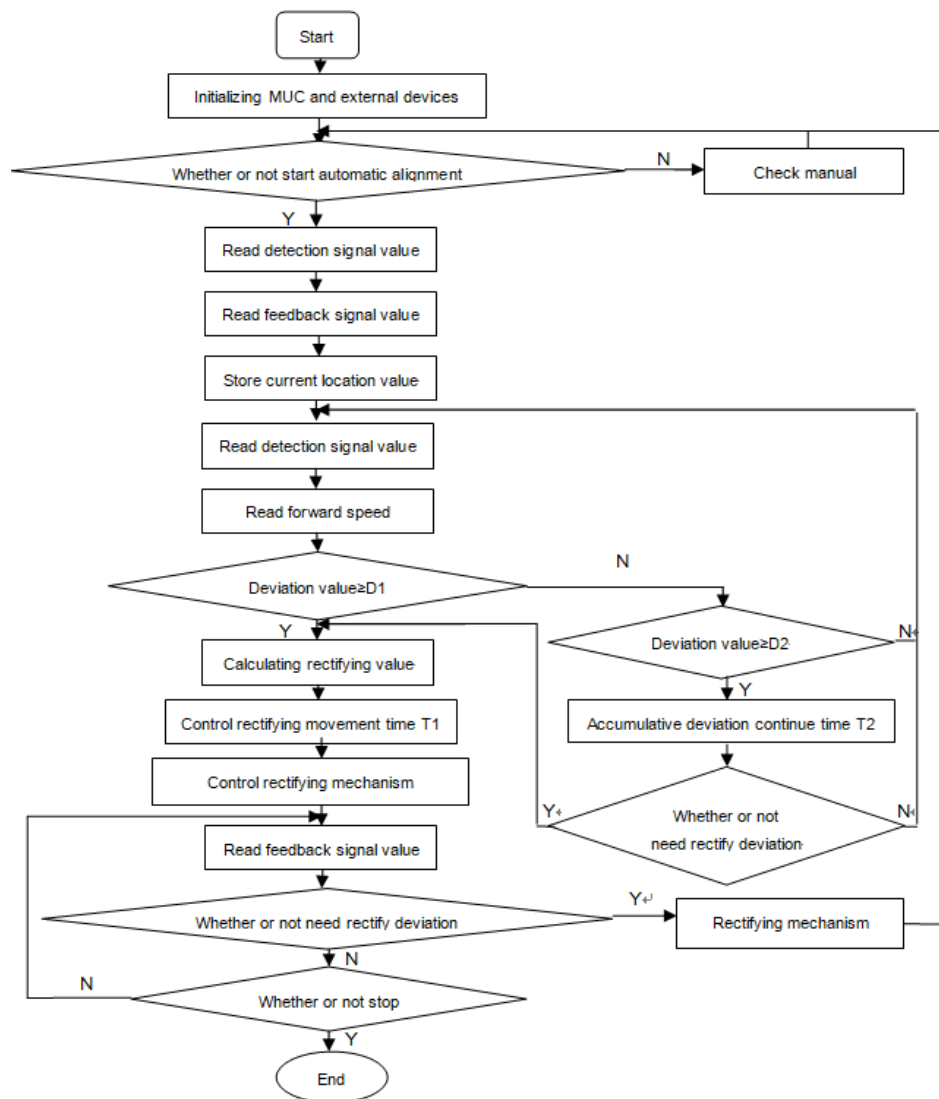 Start
Initializing MUC and external devices
Whether or not start automatic alignment
N
Check manual
Y
Read detection signal value
Read feedback signal value
Store current location value
Read detection signal value
Read forward speed
Deviation value≥D1
N
Y
Deviation value≥D2
N
Calculating rectifying value
Y
Control rectifying movement time T1
Accumulative deviation continue time T2
Control rectifying mechanism
Y
Whether or not
need rectify deviation
N
Read feedback signal value
Whether or not need rectify deviation
Y
Rectifying mechanism
N
N
Whether or not stop
Y
End